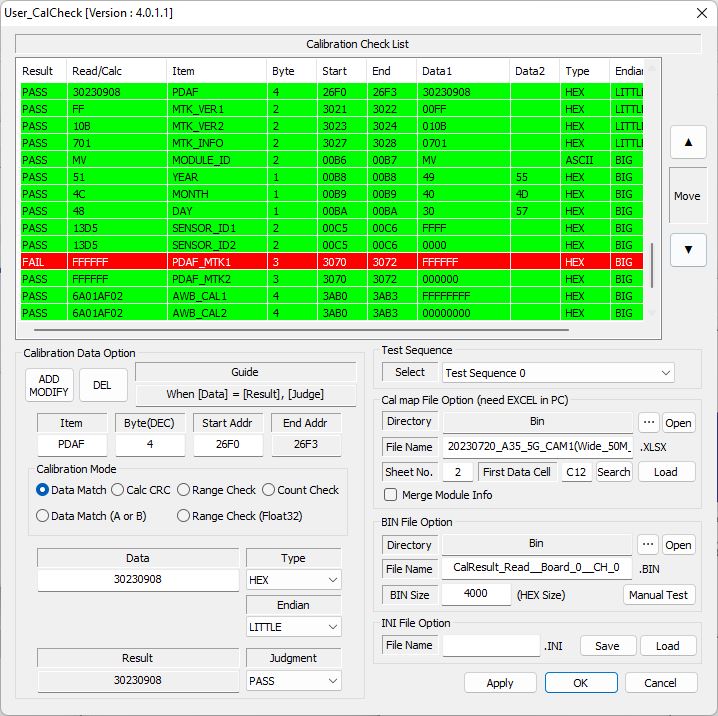 User_CalCheck [Version : 4.0.1.1]
Calibration Check List
Result Read/Calc Item Byte Start End Data1 Data2 Type Endian
PASS 30230908 PDAF 4 26F0 26F3 30230908 HEX LITTLE
PASS FF MTK_VER1 2 3021 3022 00FF HEX LITTLE
PASS 10B MTK_VER2 2 3023 3024 010B HEX LITTLE
PASS 701 MTK_INFO 2 3027 3028 0701 HEX LITTLE
PASS MV MODULE_ID 2 00B6 00B7 MV ASCII BIG
PASS 51 YEAR 1 00B8 00B8 49 55 HEX BIG
PASS 4C MONTH 1 00B9 00B9 40 4D HEX BIG
PASS 48 DAY 1 00BA 00BA 30 57 HEX BIG
PASS 13D5 SENSOR_ID1 2 00C5 00C6 FFFF HEX BIG
PASS 13D5 SENSOR_ID2 2 00C5 00C6 0000 HEX BIG
FAIL FFFFFF PDAF_MTK1 3 3070 3072 FFFFFF HEX BIG
PASS FFFFFF PDAF_MTK2 3 3070 3072 000000 HEX BIG
PASS 6A01AF02 AWB_CAL1 4 3AB0 3AB3 FFFFFFFF HEX BIG
PASS 6A01AF02 AWB_CAL2 4 3AB0 3AB3 00000000 HEX BIG
Move
Calibration Data Option
ADD
MODIFY
DEL
Guide
When [Data] = [Result], [Judge]
Item Byte(DEC) Start Addr End Addr
PDAF 4 26F0 26F3
Calibration Mode
Data Match Calc CRC Range Check Count Check
Data Match (A or B) Range Check (Float32)
Data Type
30230908 HEX
Endian
LITTLE
Result Judgment
30230908 PASS
Test Sequence
Select Test Sequence 0
Cal map File Option (need EXCEL in PC)
Directory Bin ... Open
File Name 20230720_A35_5G_CAM1(Wide_50M_ .XLSX
Sheet No. 2 First Data Cell C12 Search Load
Merge Module Info
BIN File Option
Directory Bin ... Open
File Name CalResult_Read__Board_0__CH_0 .BIN
BIN Size 4000 (HEX Size) Manual Test
INI File Option
File Name .INI Save Load
Apply OK Cancel